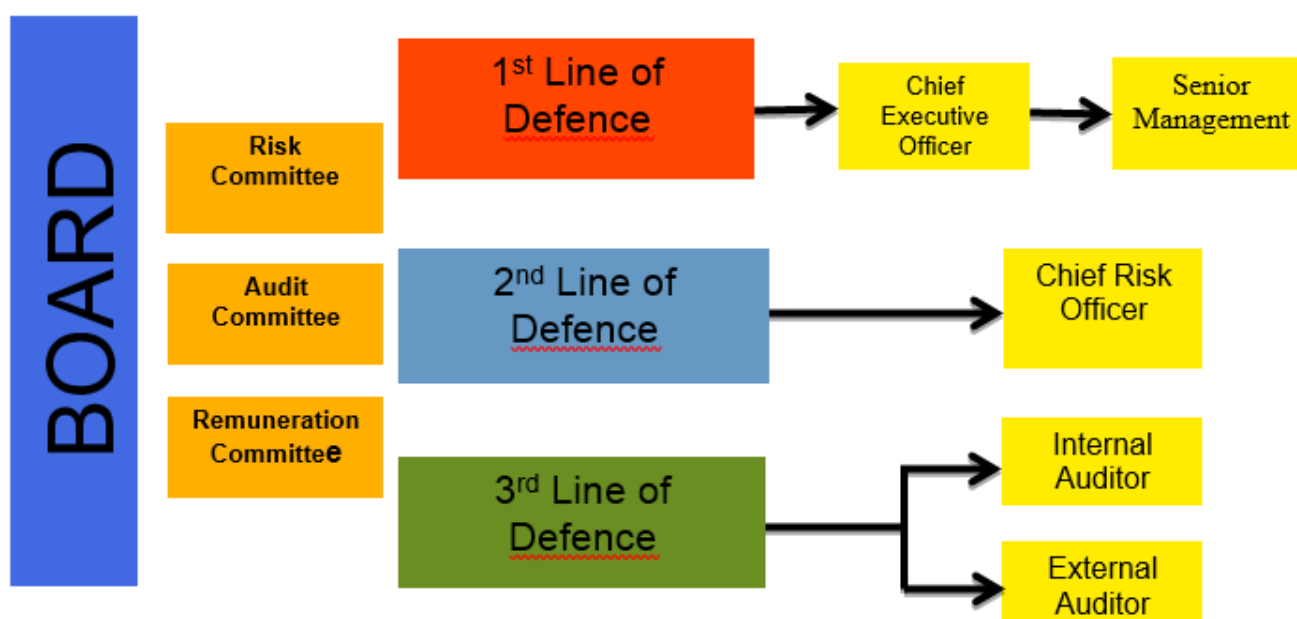 BOARD
Risk
Committee
Audit
Committee
Remuneration
Committee
1st Line of
Defence
Chief
Executive
Officer
Senior
Management
2nd Line of
Defence
Chief Risk
Officer
3rd Line of
Defence
Internal
Auditor
External
Auditor